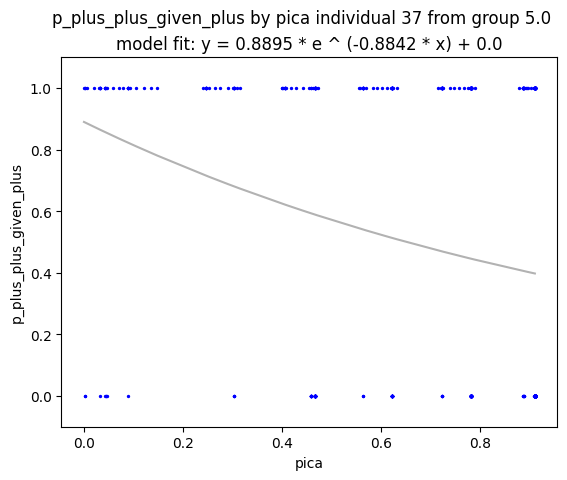 p_plus_plus_given_plus by pica individual 37 from group 5.0
model fit: y = 0.8895 * e ^ (-0.8842 * x) + 0.0
1.0
0.8
0.6
0.4
0.2
0.0
p_plus_plus_given_plus
0.0 0.2 0.4 0.6 0.8
pica